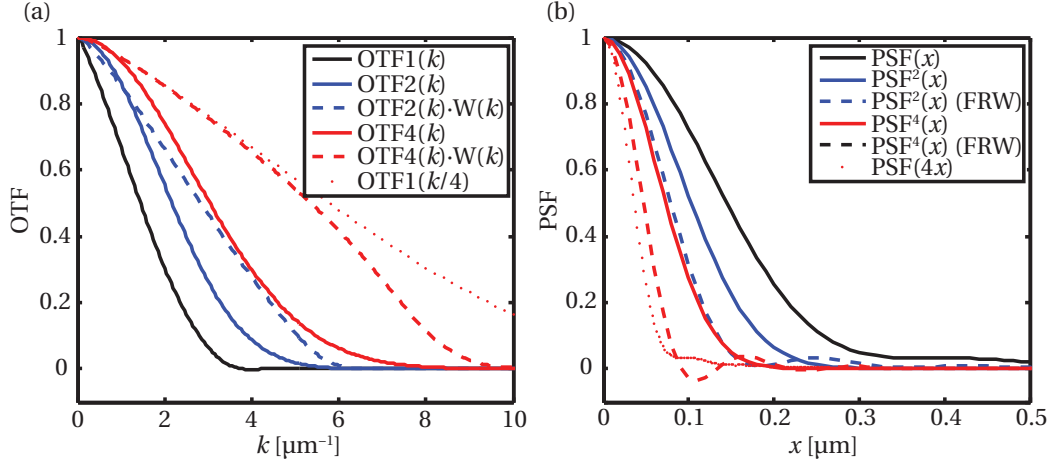 (a)
OTF
1
0.8
0.6
0.4
0.2
0
0 2 4 6 8 10
k [µm⁻¹]
OTF1(k)
OTF2(k)
OTF2(k)·W(k)
OTF4(k)
OTF4(k)·W(k)
OTF1(k/4)
(b)
PSF
1
0.8
0.6
0.4
0.2
0
0 0.1 0.2 0.3 0.4 0.5
x [µm]
PSF(x)
PSF²(x)
PSF²(x) (FRW)
PSF⁴(x)
PSF⁴(x) (FRW)
PSF(4x)